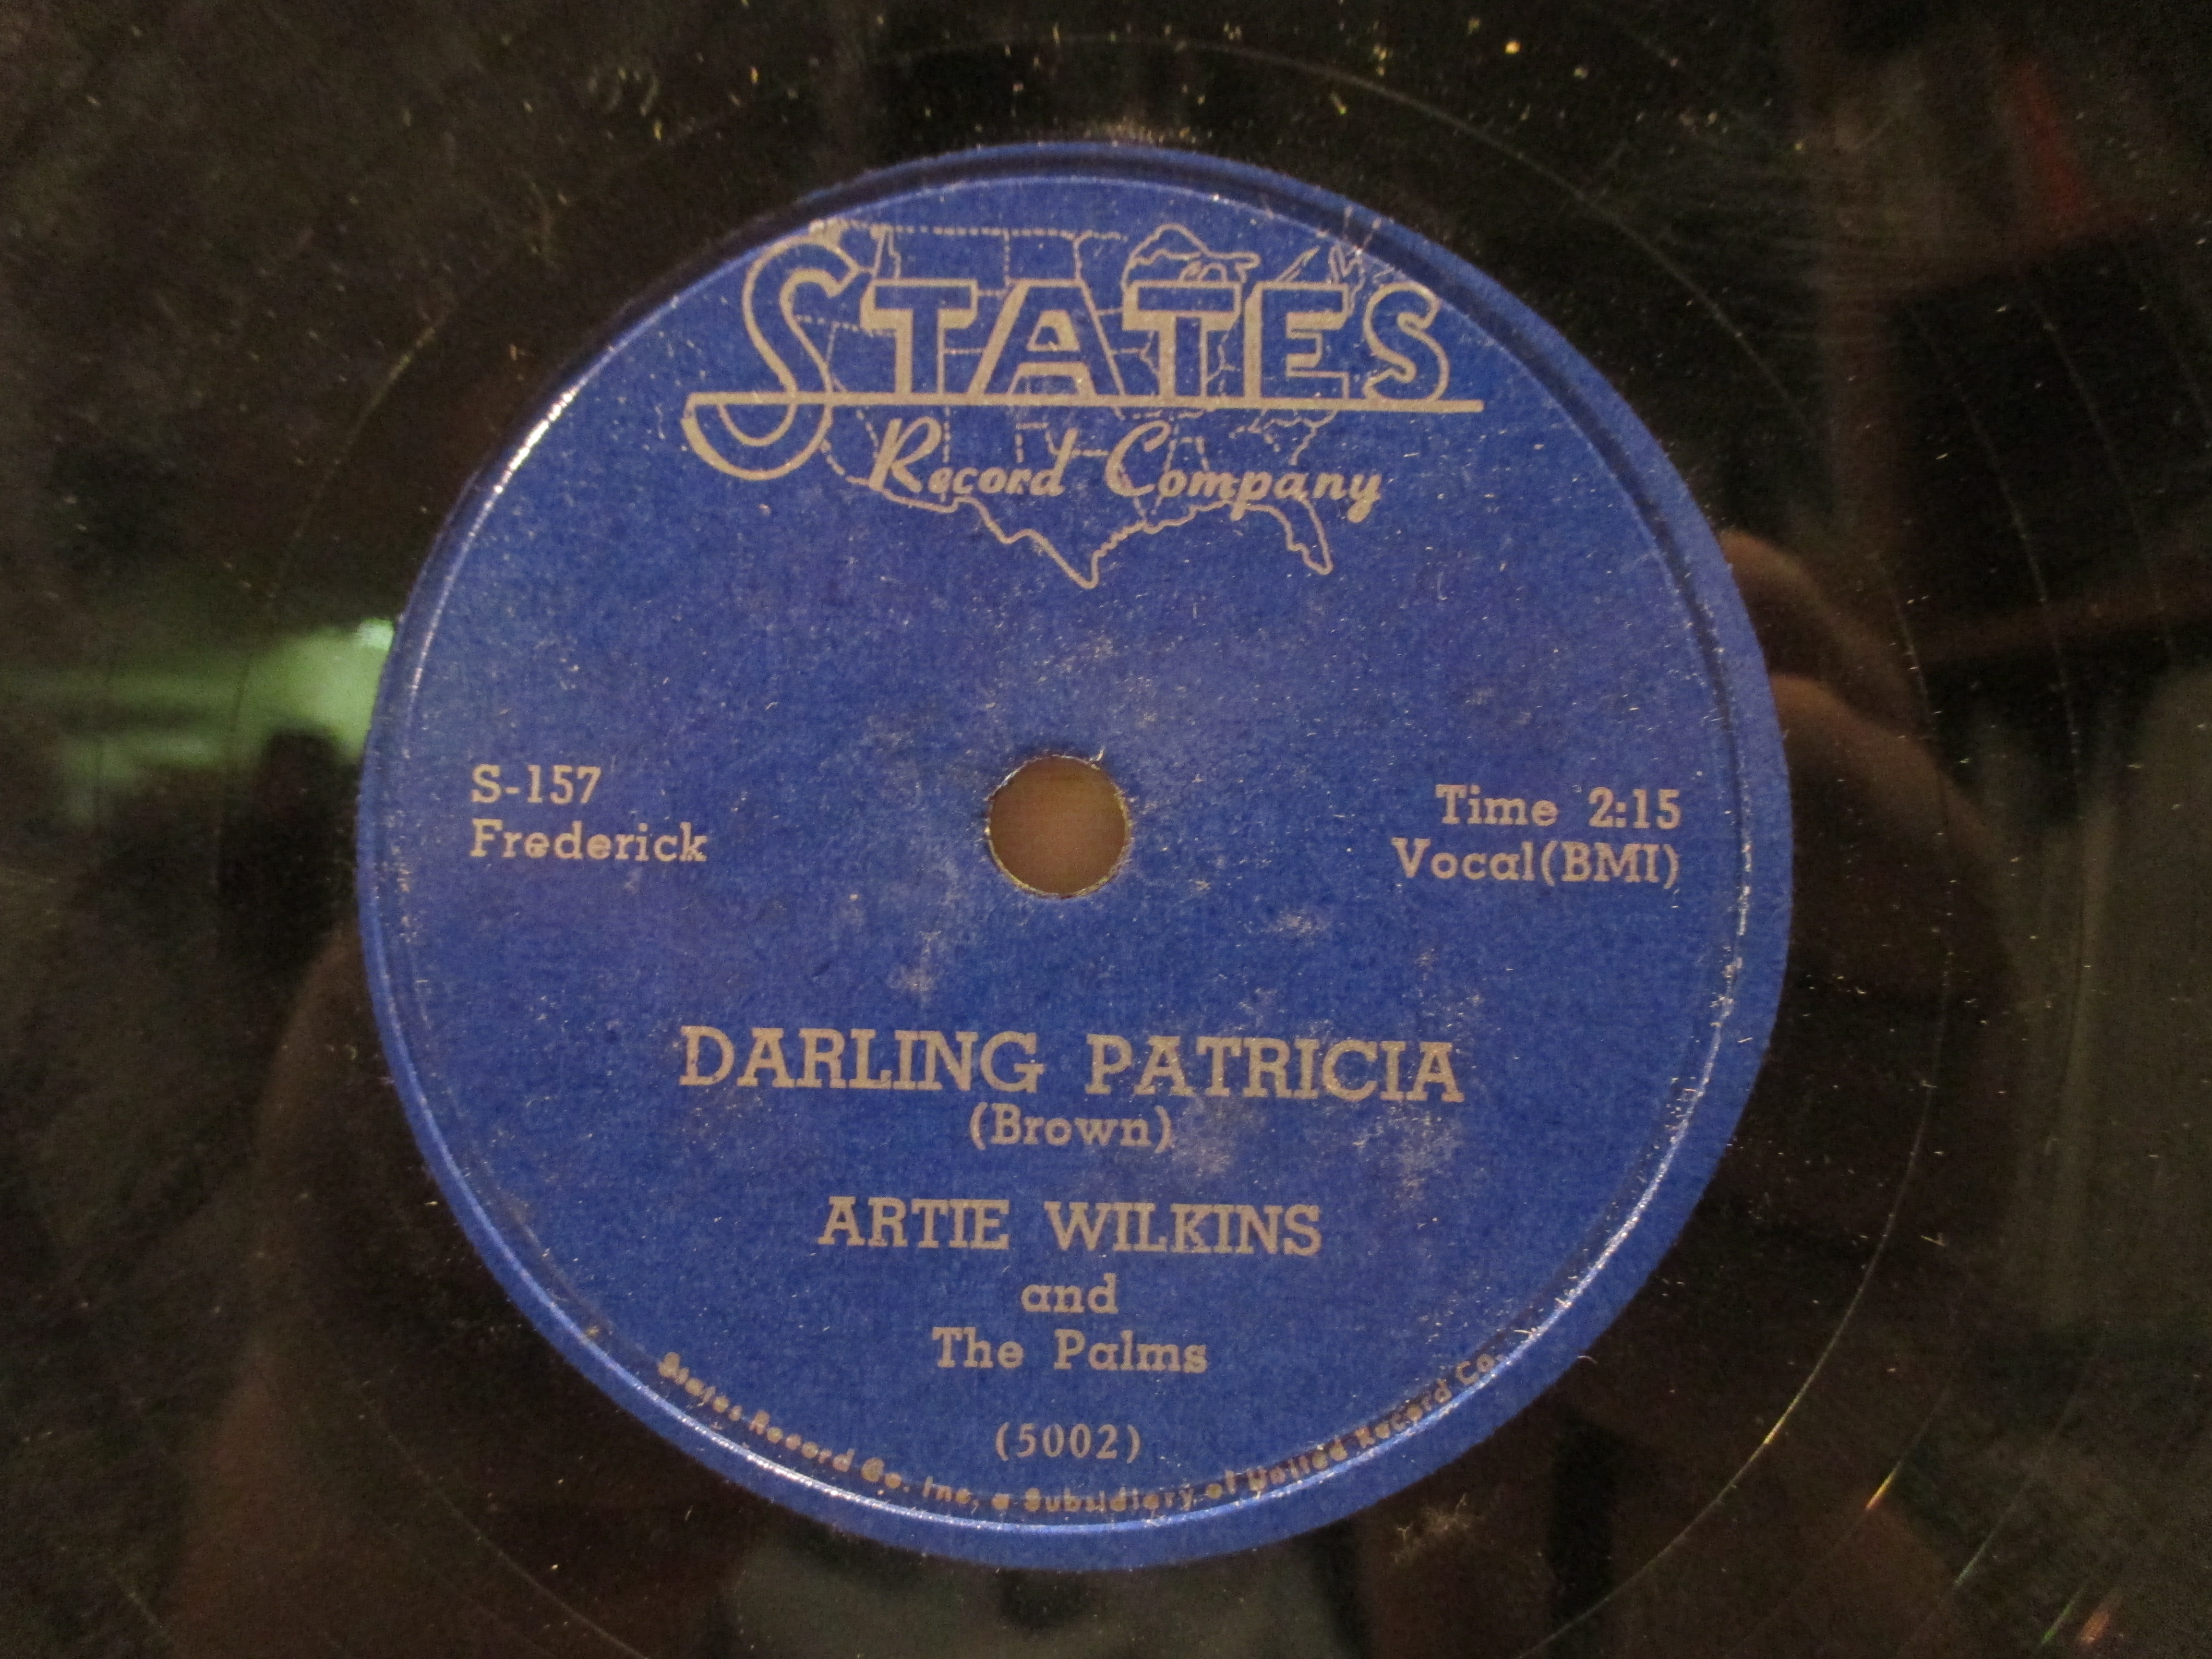 STATES
Record Company
S-157
Frederick
Time 2:15
Vocal(BMI)
DARLING PATRICIA
(Brown)
ARTIE WILKINS
and
The Palms
(5002)
States Record Co. Inc, a Subsidiary of United Record Co.